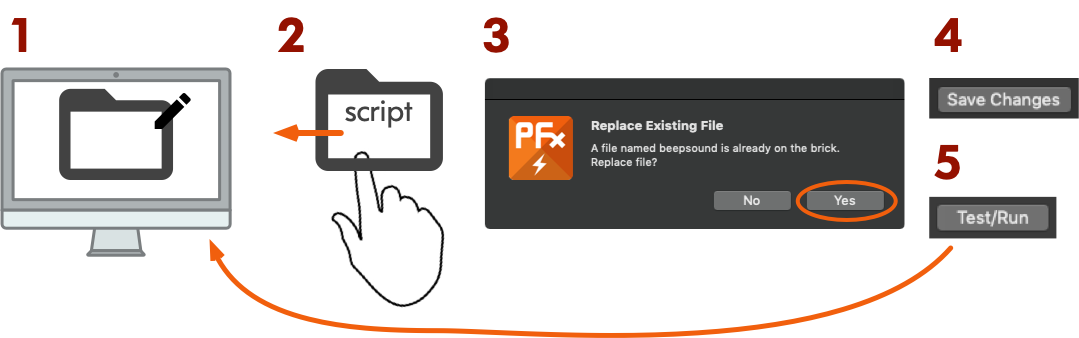 1
2
3
4
script
PFx
Replace Existing File
A file named beepsound is already on the brick.
Replace file?
No
Yes
Save Changes
5
Test/Run